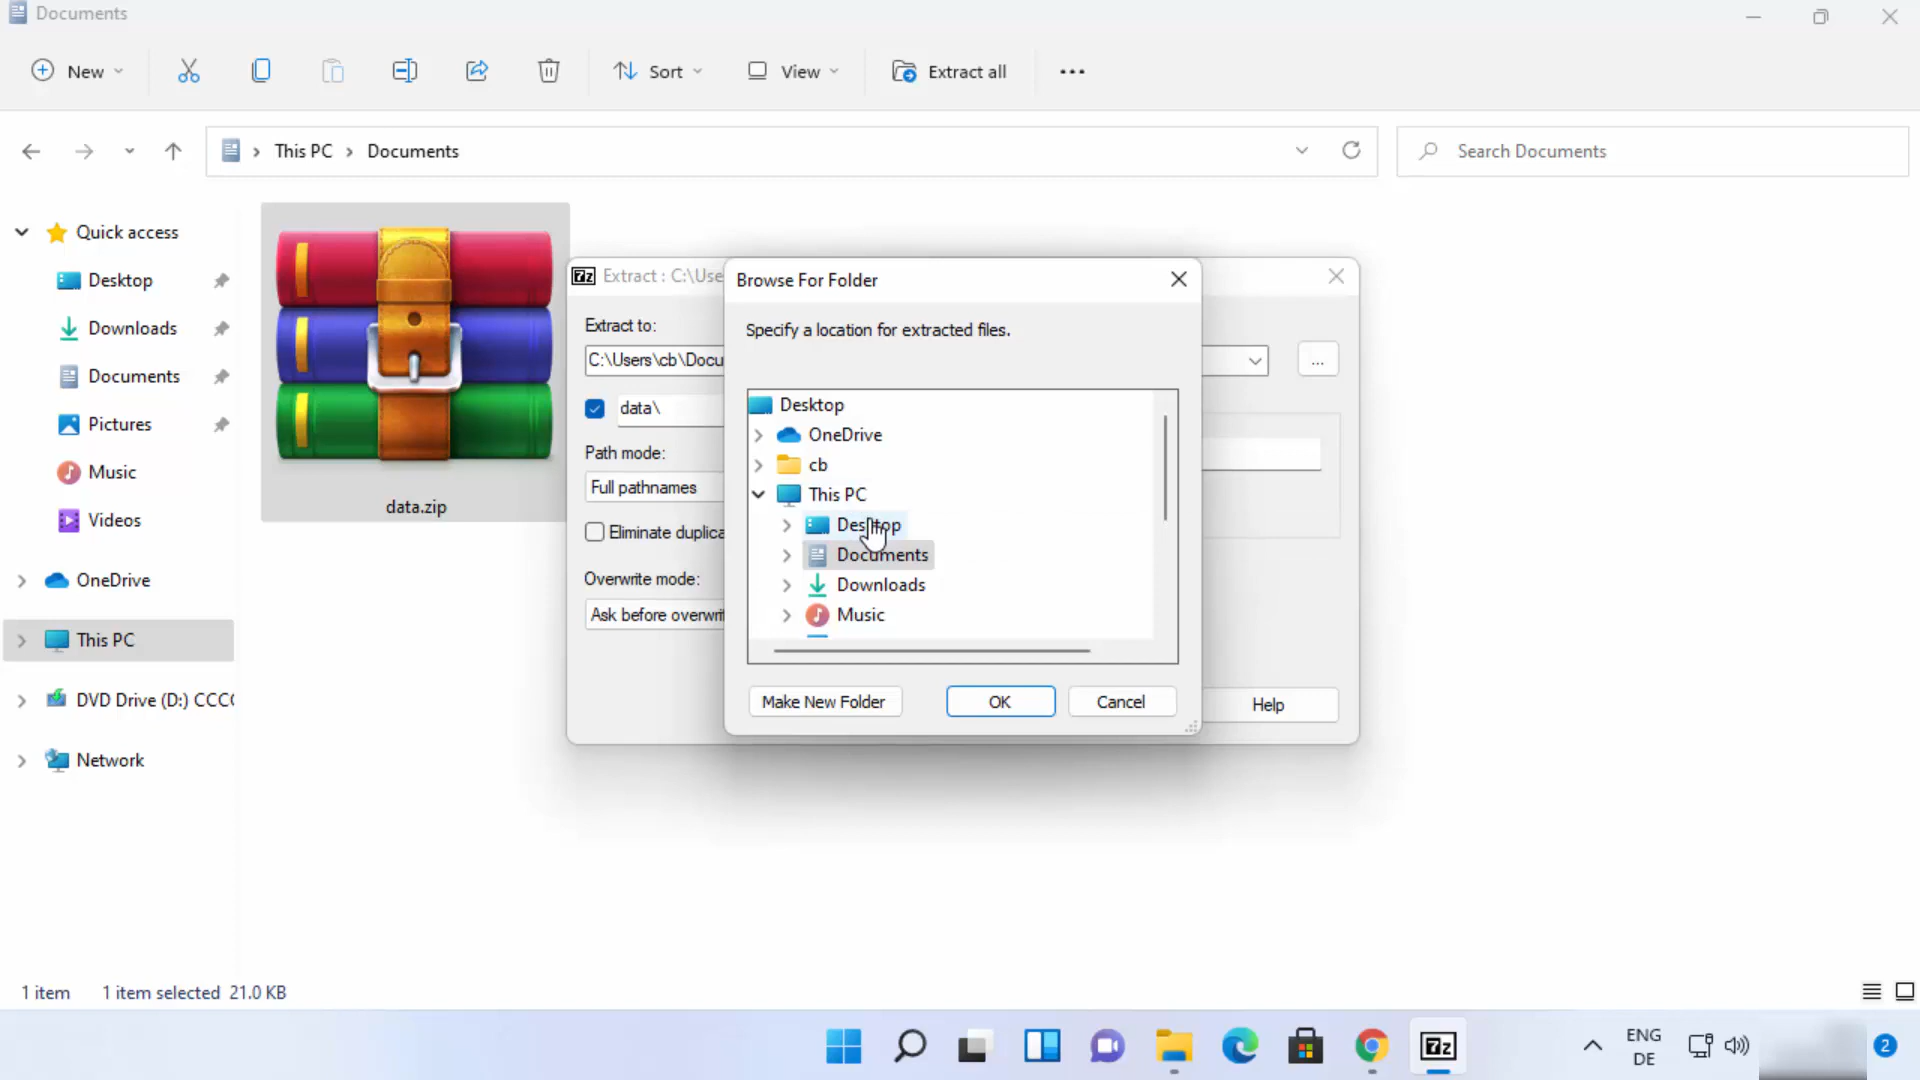 Documents
New
Sort
View
Extract all
This PC
Documents
Search Documents
Quick access
Desktop
Downloads
Documents
Pictures
Music
Videos
OneDrive
This PC
DVD Drive (D:) CCC
Network
data.zip
7z Extract : C:\Use
Extract to:
C:\Users\cb\Docu
...
data\
Path mode:
Full pathnames
Eliminate duplica
Overwrite mode:
Ask before overwri
Help
Browse For Folder
Specify a location for extracted files.
Desktop
OneDrive
cb
This PC
Desktop
Documents
Downloads
Music
Make New Folder
OK
Cancel
1 item 1 item selected 21.0 KB
7z
ENG
DE
2